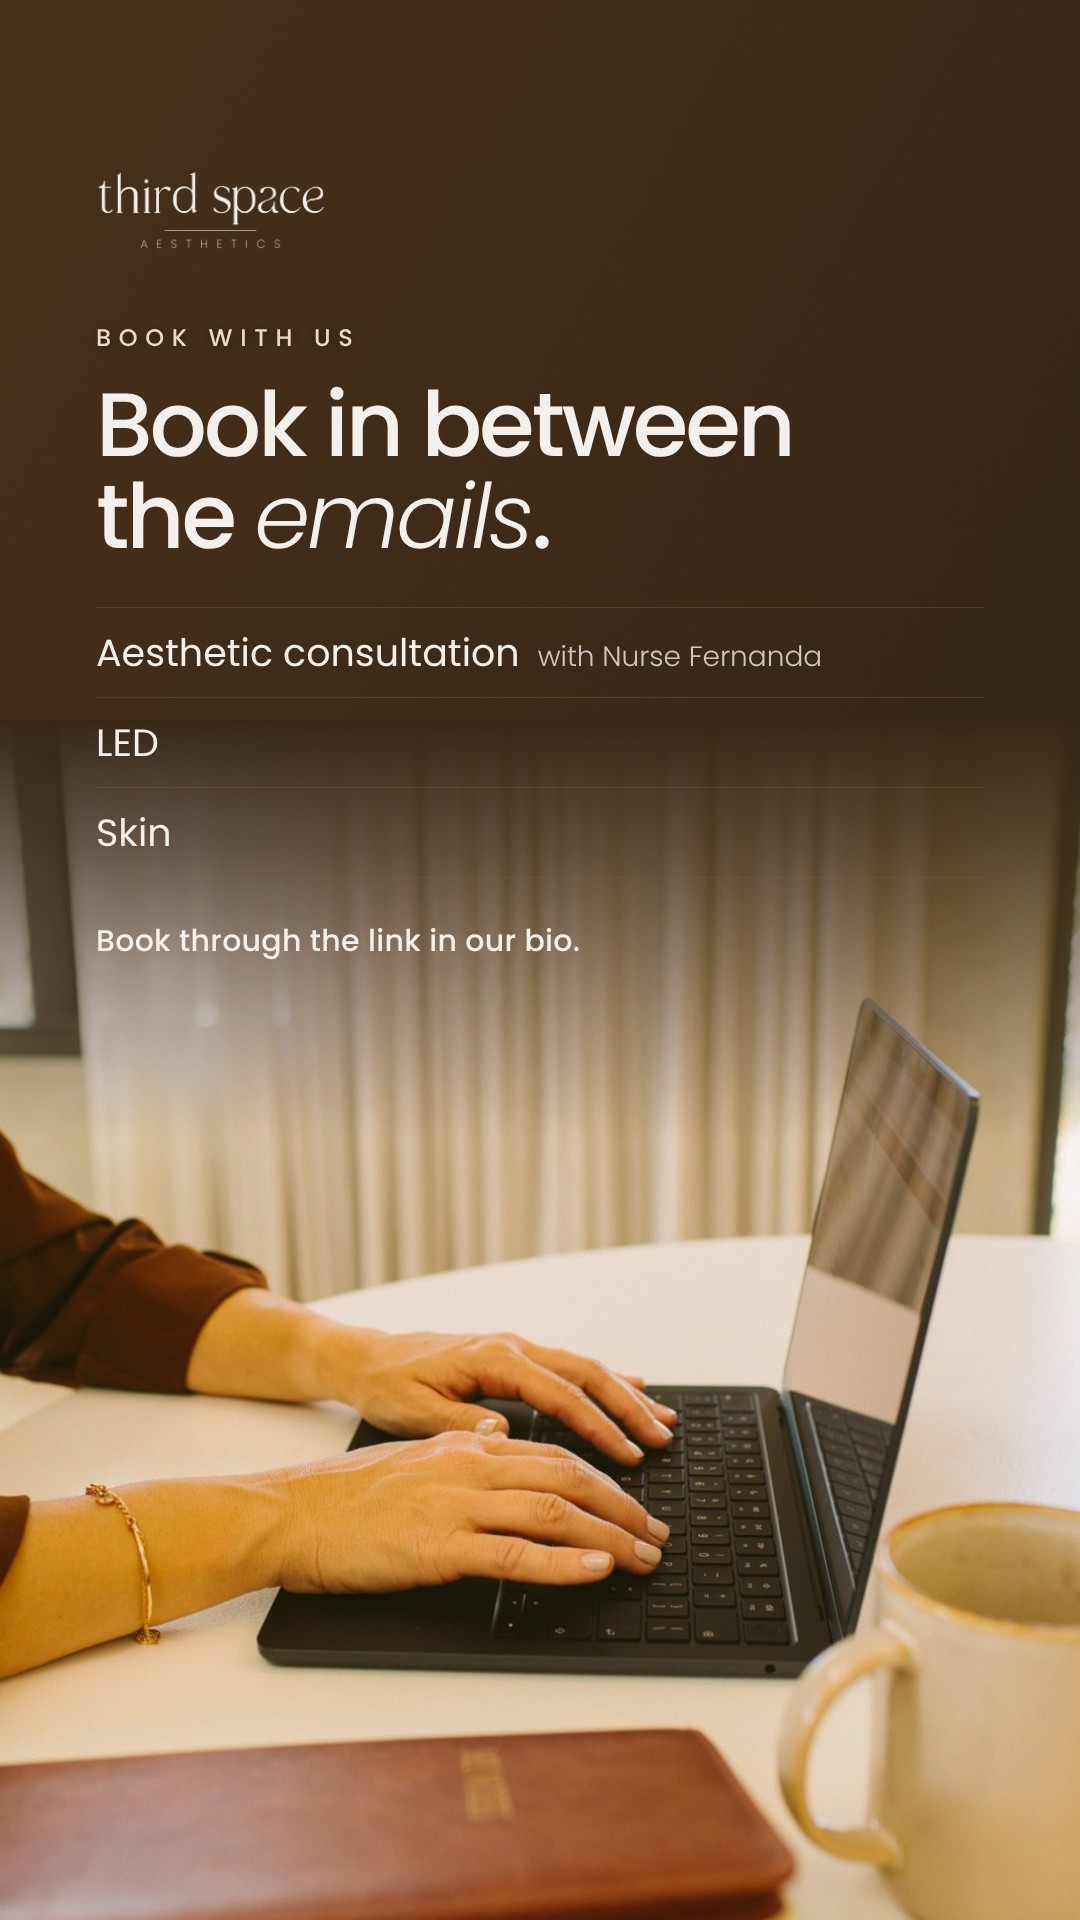 third space
AESTHETICS
BOOK WITH US
Book in between
the emails.
Aesthetic consultation with Nurse Fernanda
LED
Skin
Book through the link in our bio.